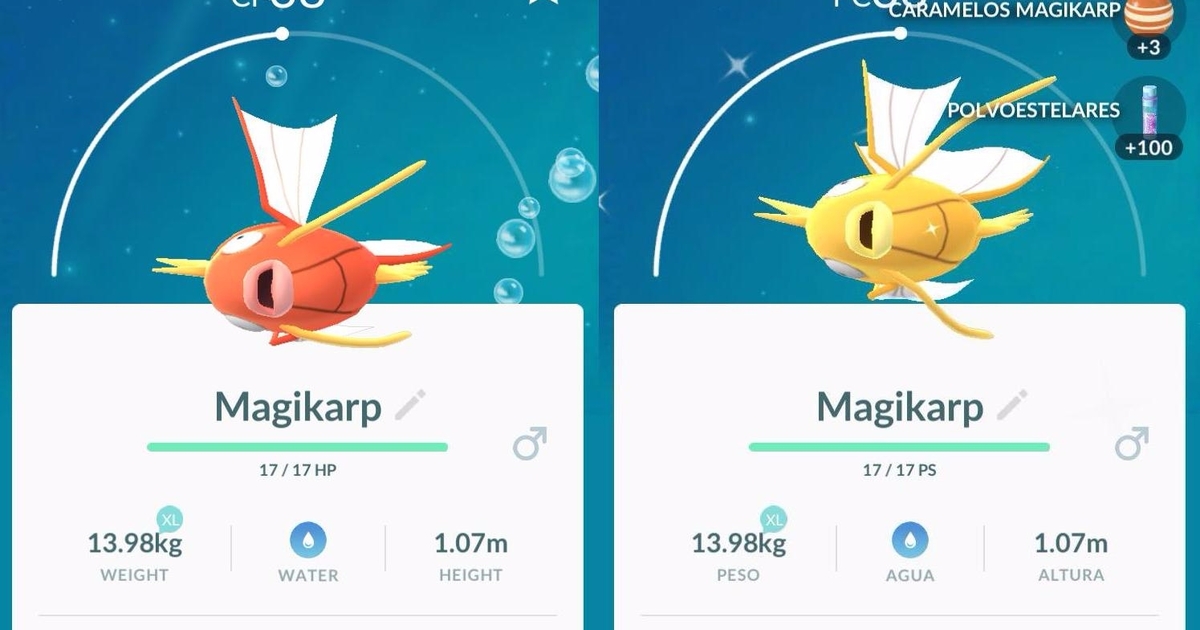 CARAMELOS MAGIKARP
+3
POLVOESTELARES
+100
Magikarp
17 / 17 HP
XL
13.98kg
WEIGHT
WATER
1.07m
HEIGHT
Magikarp
17 / 17 PS
XL
13.98kg
PESO
AGUA
1.07m
ALTURA